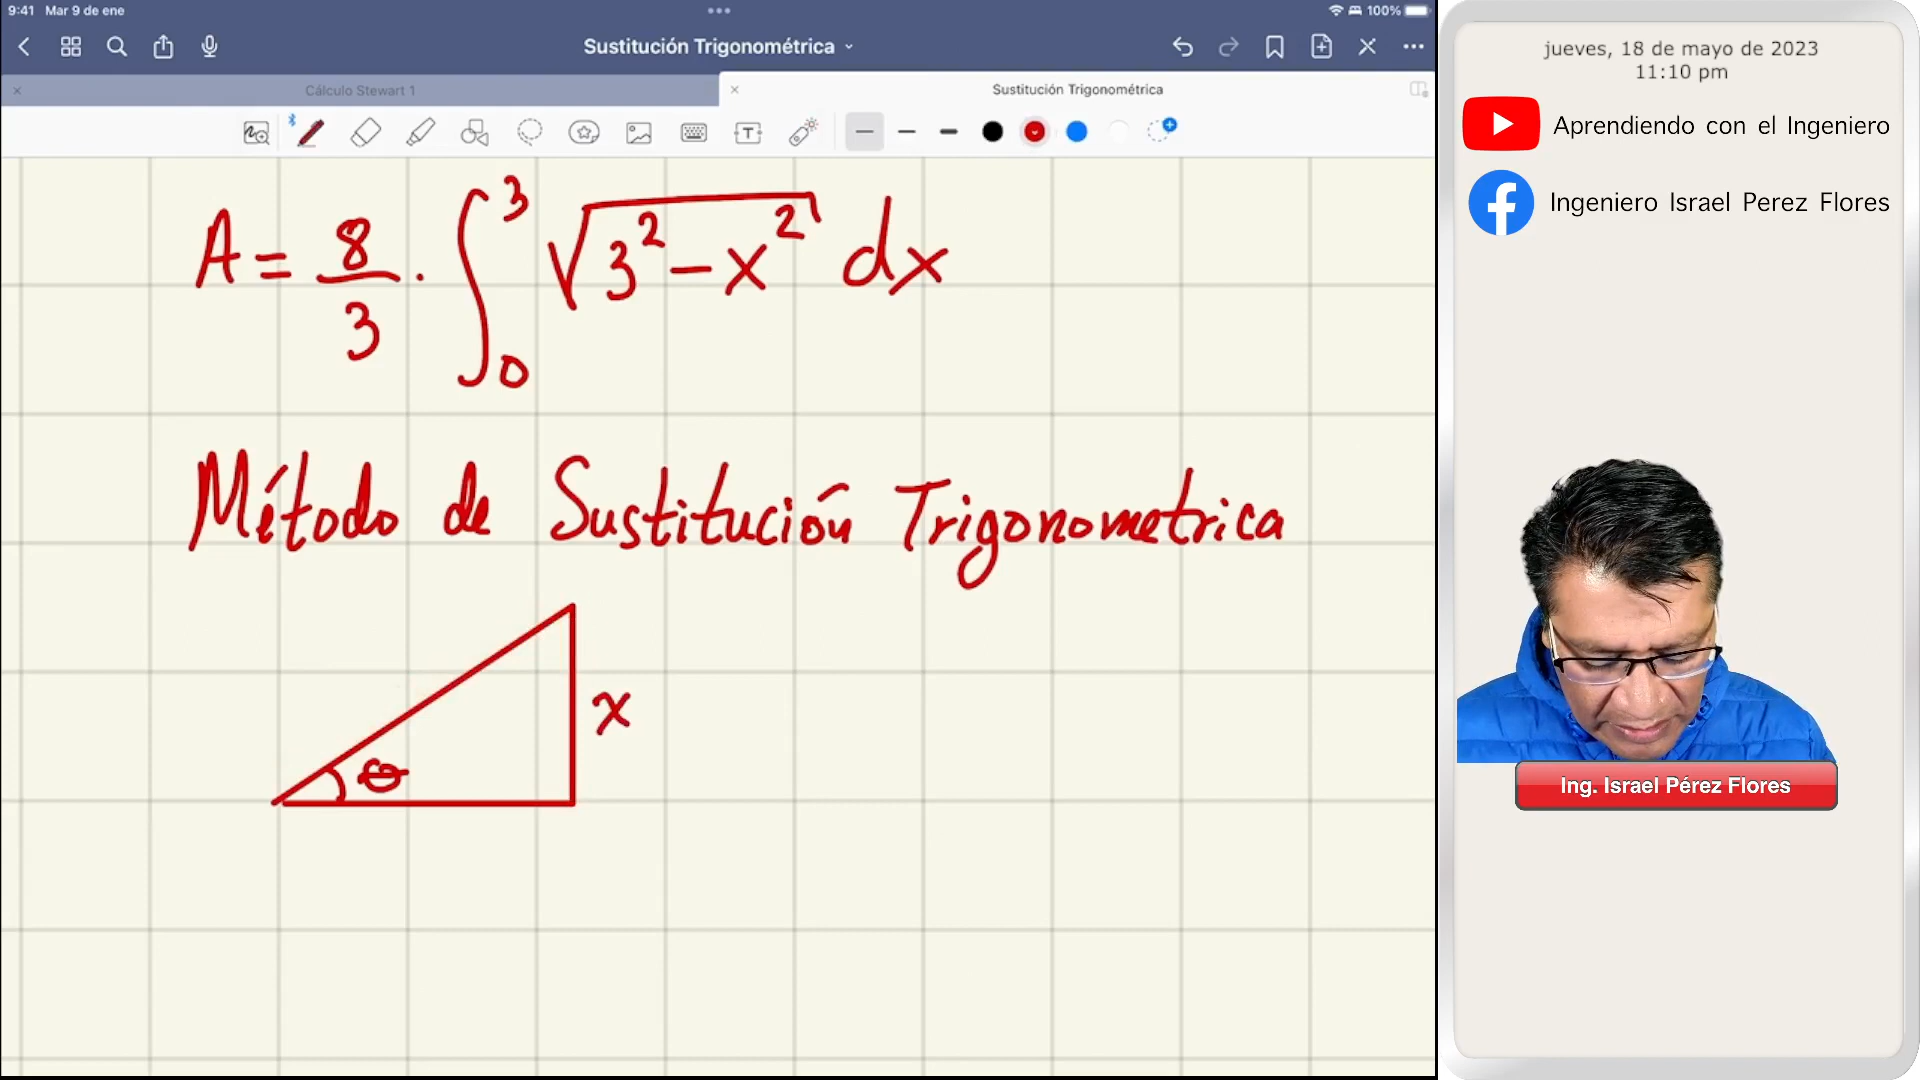 9:41 Mar 9 de ene
100%
Sustitución Trigonométrica
Cálculo Stewart 1
Sustitución Trigonométrica
A = 8/3 · ∫₀³ √(3² − x²) dx
Método de Sustitución Trigonometrica
x
θ
jueves, 18 de mayo de 2023
11:10 pm
Aprendiendo con el Ingeniero
Ingeniero Israel Perez Flores
Ing. Israel Pérez Flores